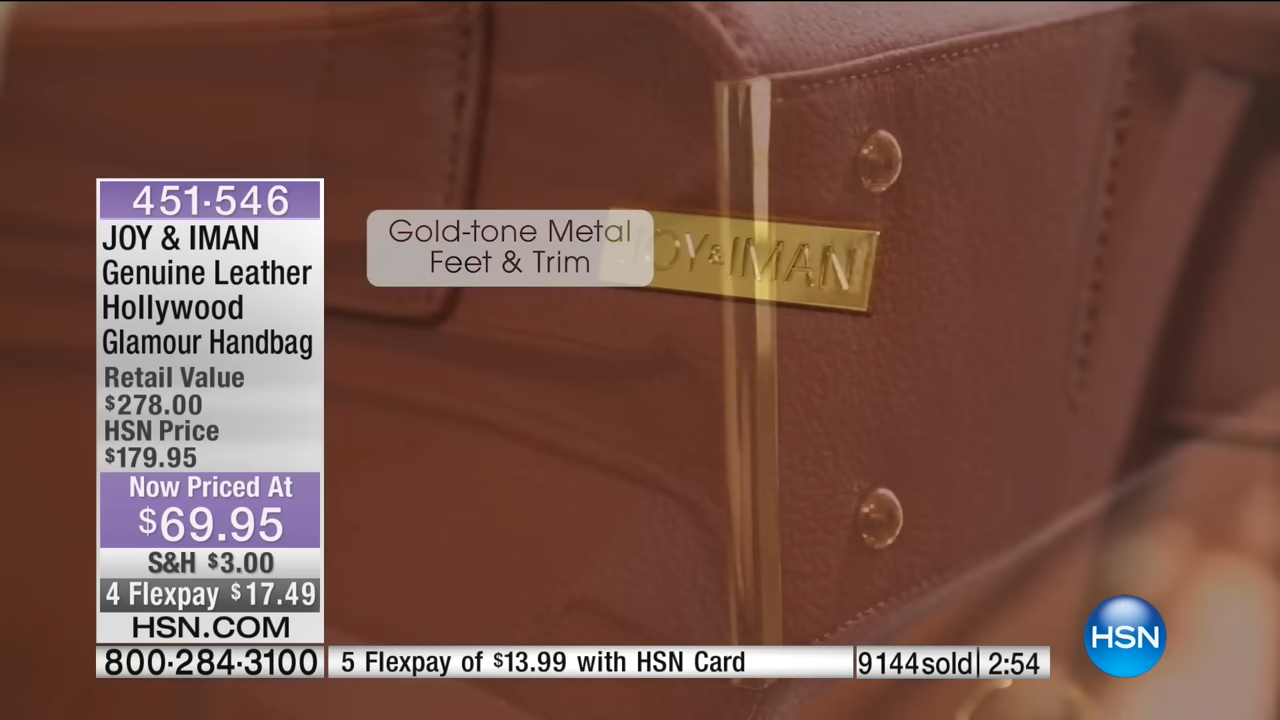 451·546
JOY & IMAN
Genuine Leather
Hollywood
Glamour Handbag
Retail Value
$278.00
HSN Price
$179.95
Now Priced At
$69.95
S&H $3.00
4 Flexpay $17.49
HSN.COM
800·284·3100
Gold-tone Metal
Feet & Trim
JOY&IMAN
5 Flexpay of $13.99 with HSN Card
9144sold
2:54
HSN